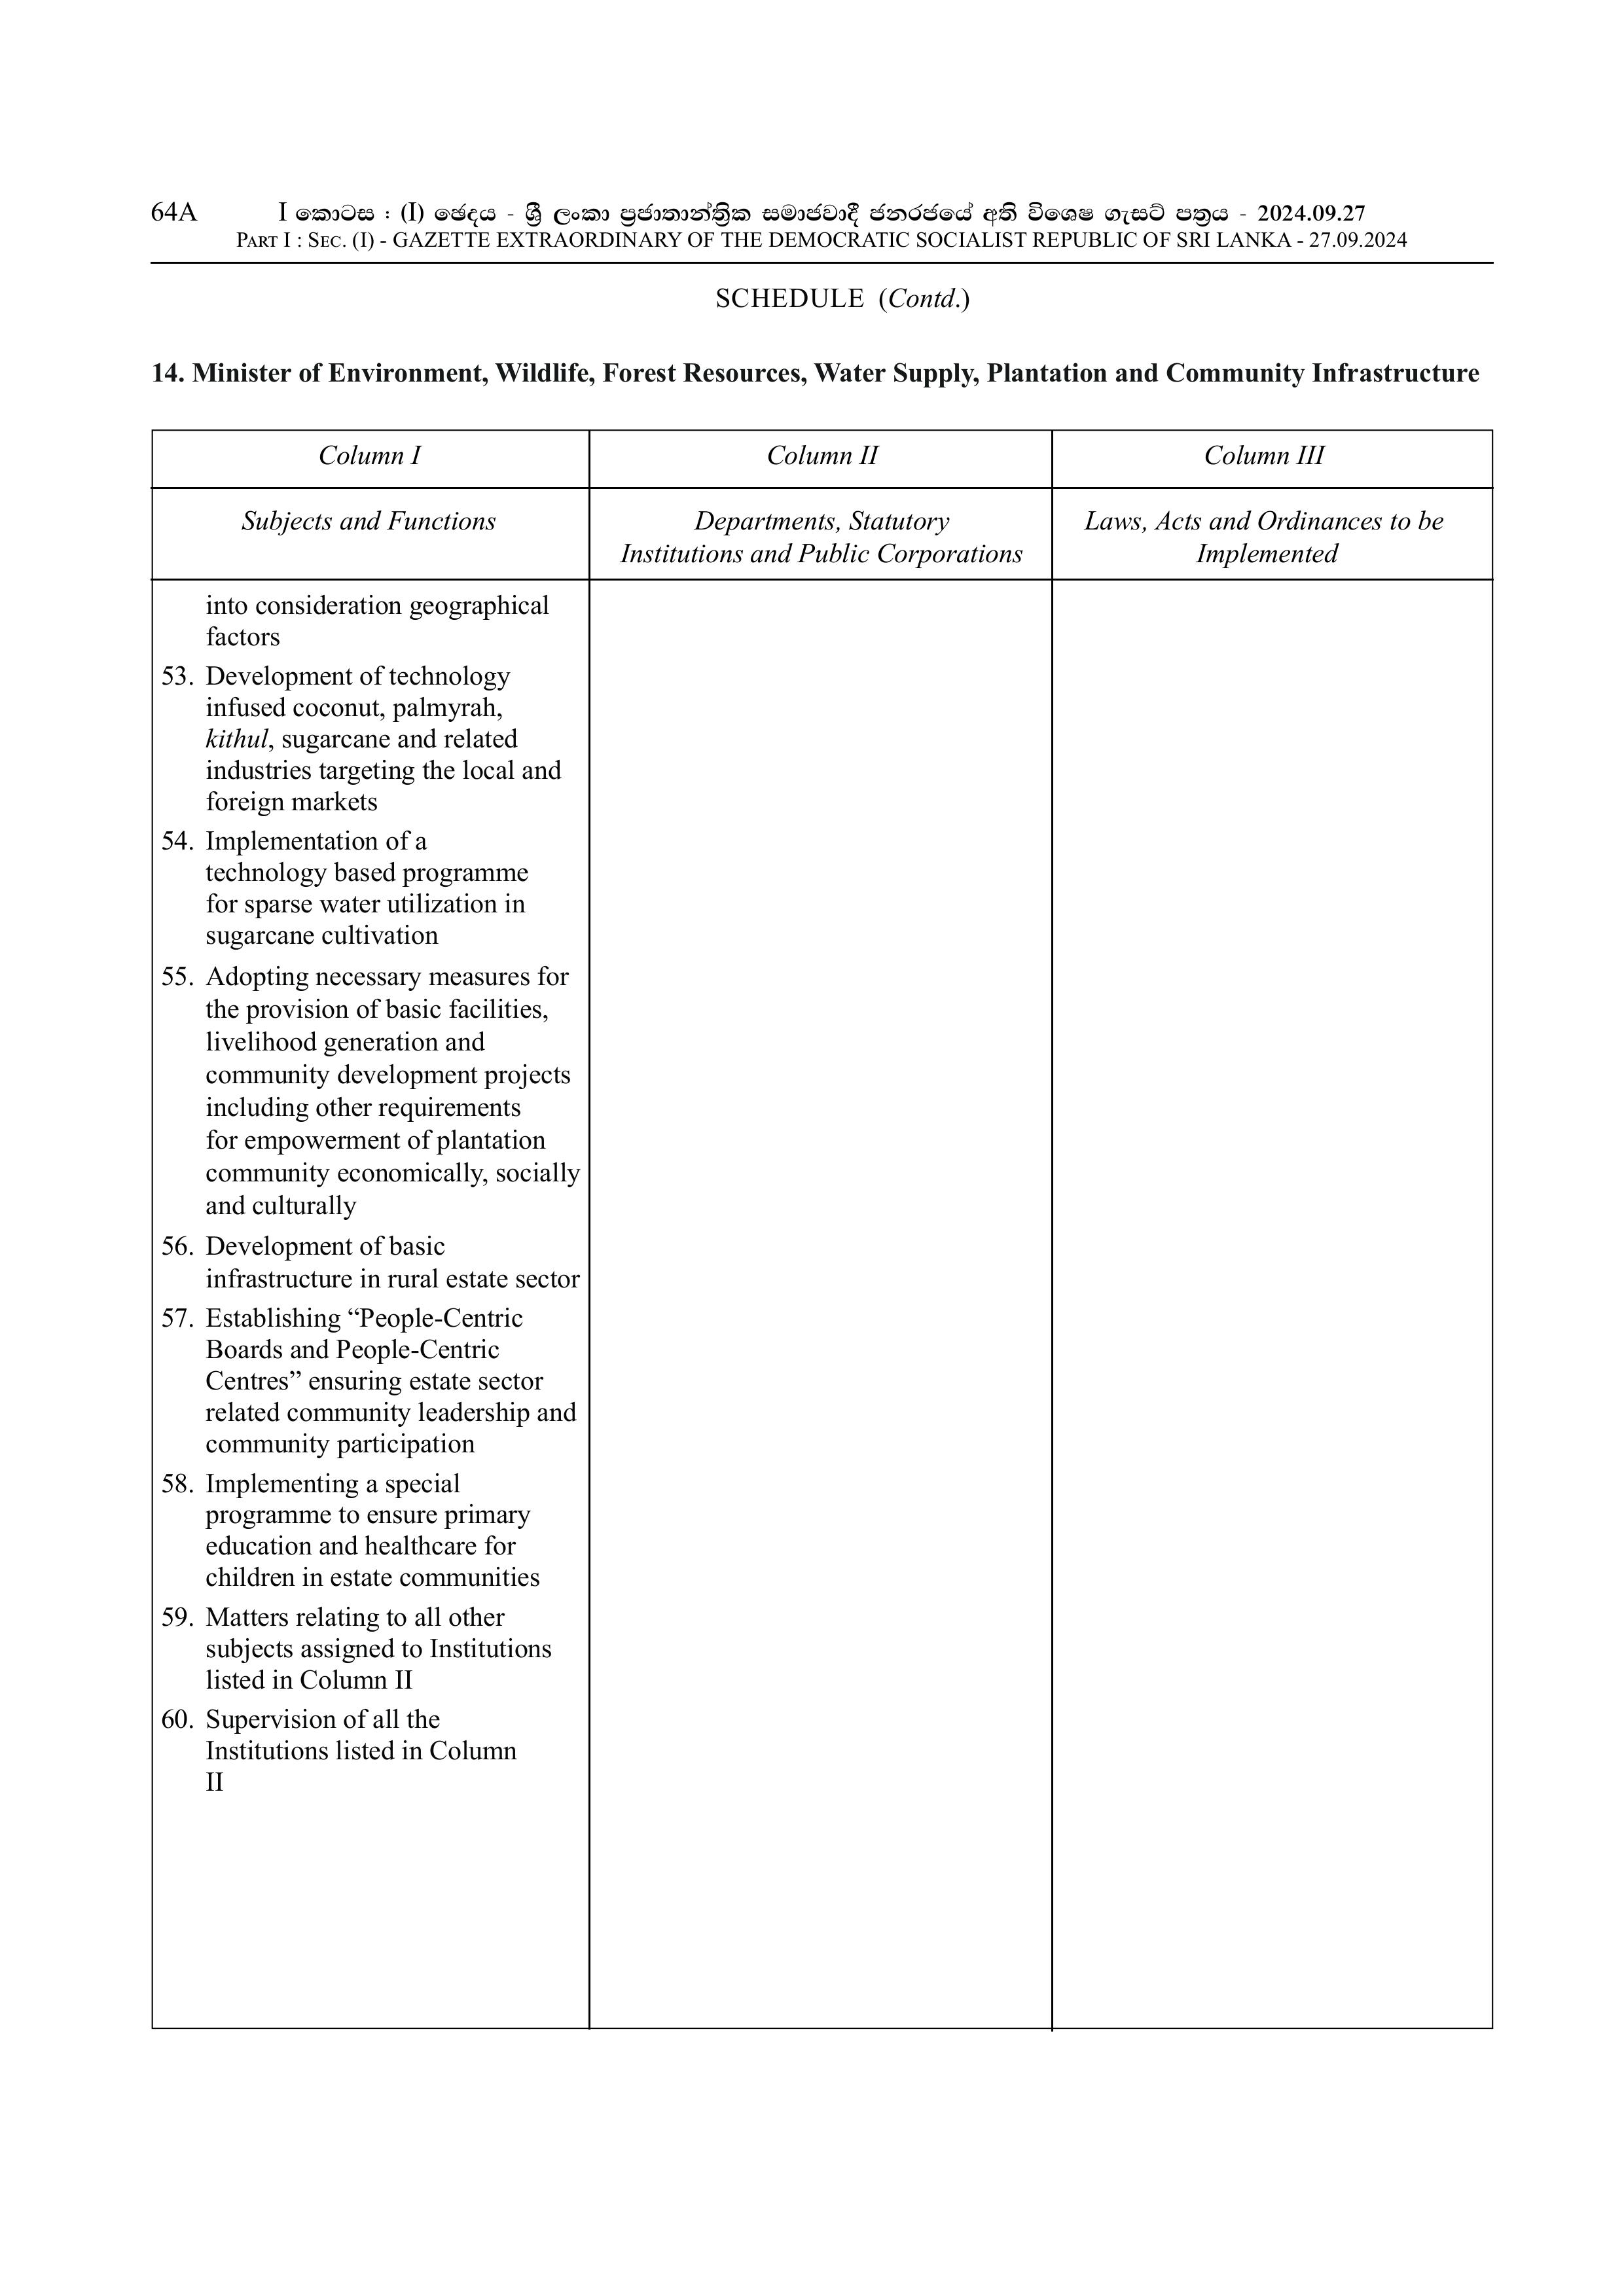 64A
I කොටස : (I) ඡෙදය - ශ්‍රී ලංකා ප්‍රජාතාන්ත්‍රික සමාජවාදී ජනරජයේ අති විශෙෂ ගැසට් පත්‍රය - 2024.09.27
PART I : SEC. (I) - GAZETTE EXTRAORDINARY OF THE DEMOCRATIC SOCIALIST REPUBLIC OF SRI LANKA - 27.09.2024
SCHEDULE (Contd.)
14. Minister of Environment, Wildlife, Forest Resources, Water Supply, Plantation and Community Infrastructure
Column I
Column II
Column III
Subjects and Functions
Departments, Statutory
Institutions and Public Corporations
Laws, Acts and Ordinances to be
Implemented
into consideration geographical
factors
53. Development of technology
infused coconut, palmyrah,
kithul, sugarcane and related
industries targeting the local and
foreign markets
54. Implementation of a
technology based programme
for sparse water utilization in
sugarcane cultivation
55. Adopting necessary measures for
the provision of basic facilities,
livelihood generation and
community development projects
including other requirements
for empowerment of plantation
community economically, socially
and culturally
56. Development of basic
infrastructure in rural estate sector
57. Establishing “People-Centric
Boards and People-Centric
Centres” ensuring estate sector
related community leadership and
community participation
58. Implementing a special
programme to ensure primary
education and healthcare for
children in estate communities
59. Matters relating to all other
subjects assigned to Institutions
listed in Column II
60. Supervision of all the
Institutions listed in Column
II